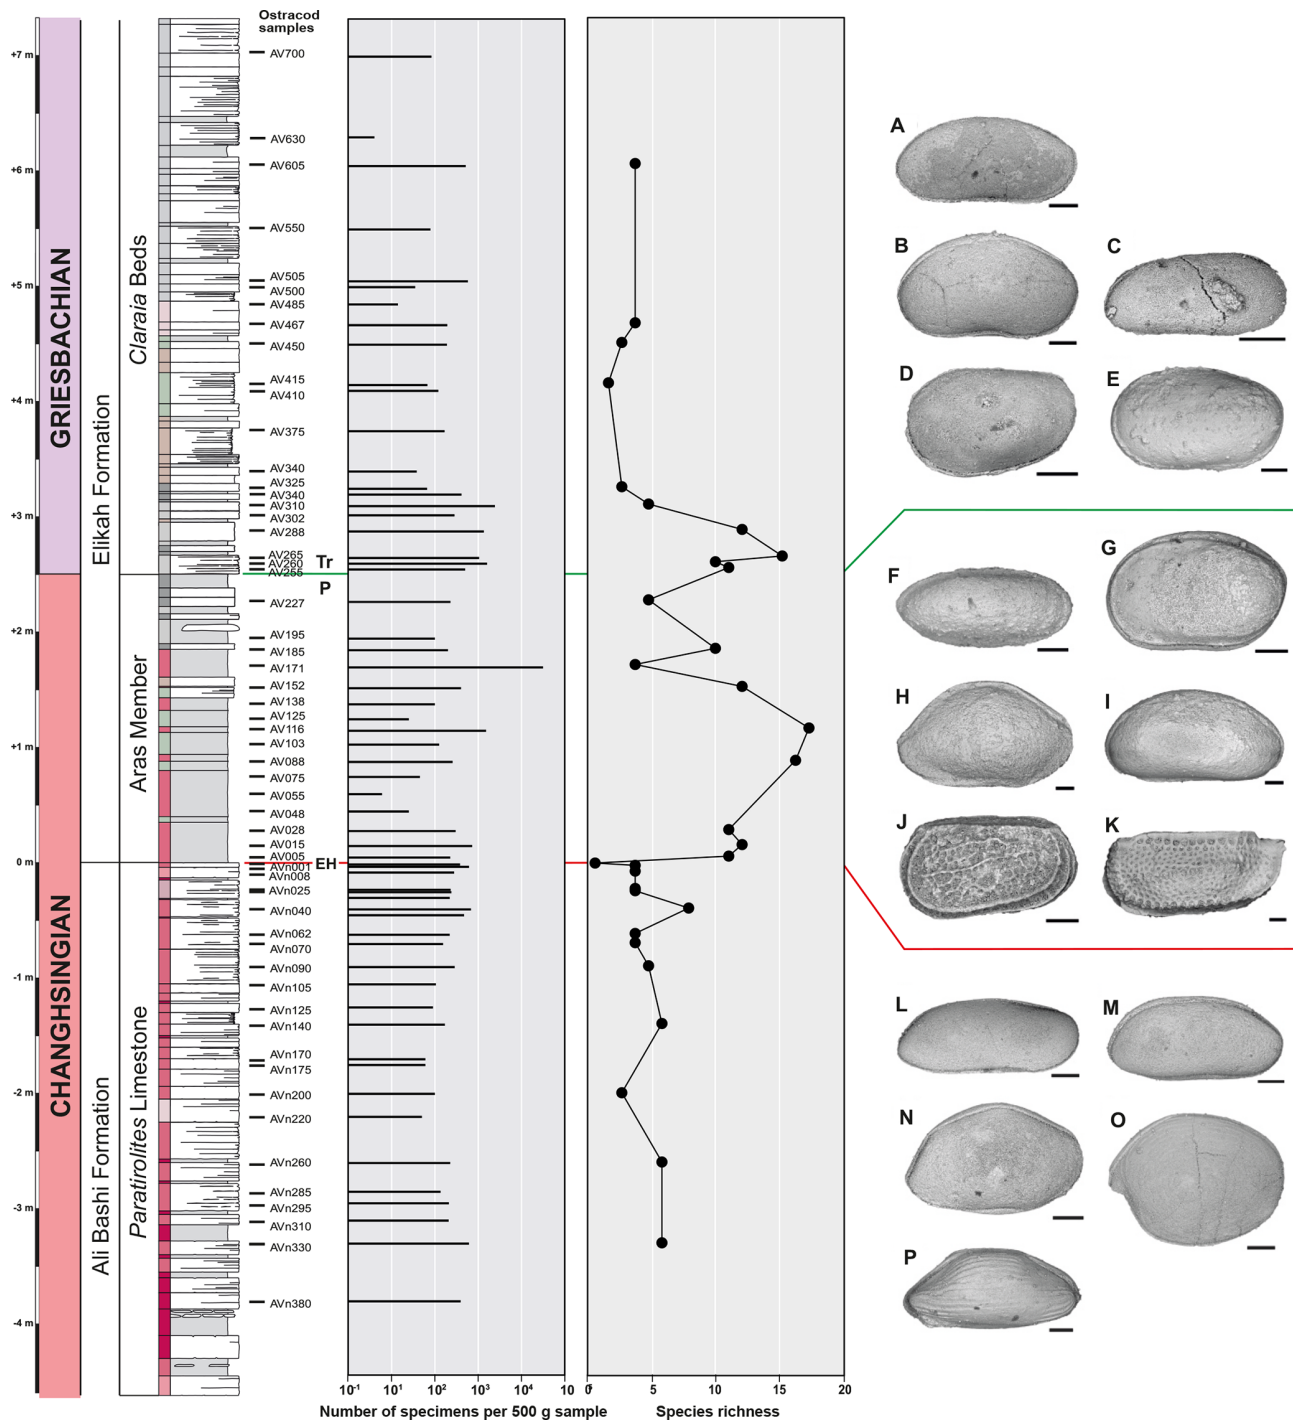 Ostracod
samples
+7 m
+6 m
+5 m
+4 m
+3 m
+2 m
+1 m
0 m
-1 m
-2 m
-3 m
-4 m
GRIESBACHIAN
CHANGHSINGIAN
Elikah Formation
Ali Bashi Formation
Claraia Beds
Aras Member
Paratirolites Limestone
AV700
AV630
AV605
AV550
AV505
AV500
AV485
AV467
AV450
AV415
AV410
AV375
AV340
AV325
AV340
AV310
AV302
AV288
AV265
AV260
AV255
Tr
P
AV227
AV195
AV185
AV171
AV152
AV138
AV125
AV116
AV103
AV088
AV075
AV055
AV048
AV028
AV015
AV005
EH
AVn001
AVn008
AVn025
AVn040
AVn062
AVn070
AVn090
AVn105
AVn125
AVn140
AVn170
AVn175
AVn200
AVn220
AVn260
AVn285
AVn295
AVn310
AVn330
AVn380
10-1 101 102 103 10
Number of specimens per 500 g sample
5 10 15 20
Species richness
A
B
C
D
E
F
G
H
I
J
K
L
M
N
O
P